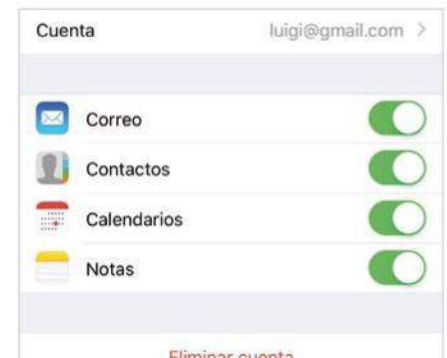 Cuenta luigi@gmail.com >
Correo
Contactos
Calendarios
Notas
Eliminar cuenta